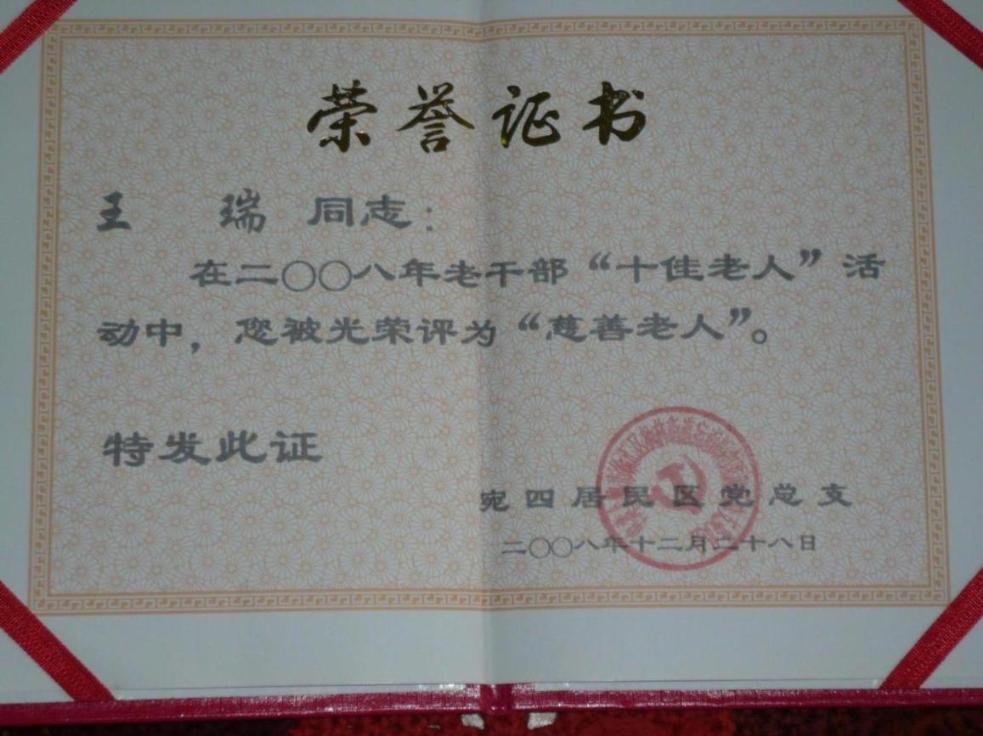 荣誉证书
王 瑞 同志：
在二〇〇八年老干部“十佳老人”活
动中，您被光荣评为“慈善老人”。
特发此证
宛四居民区党总支
二〇〇八年十二月二十八日